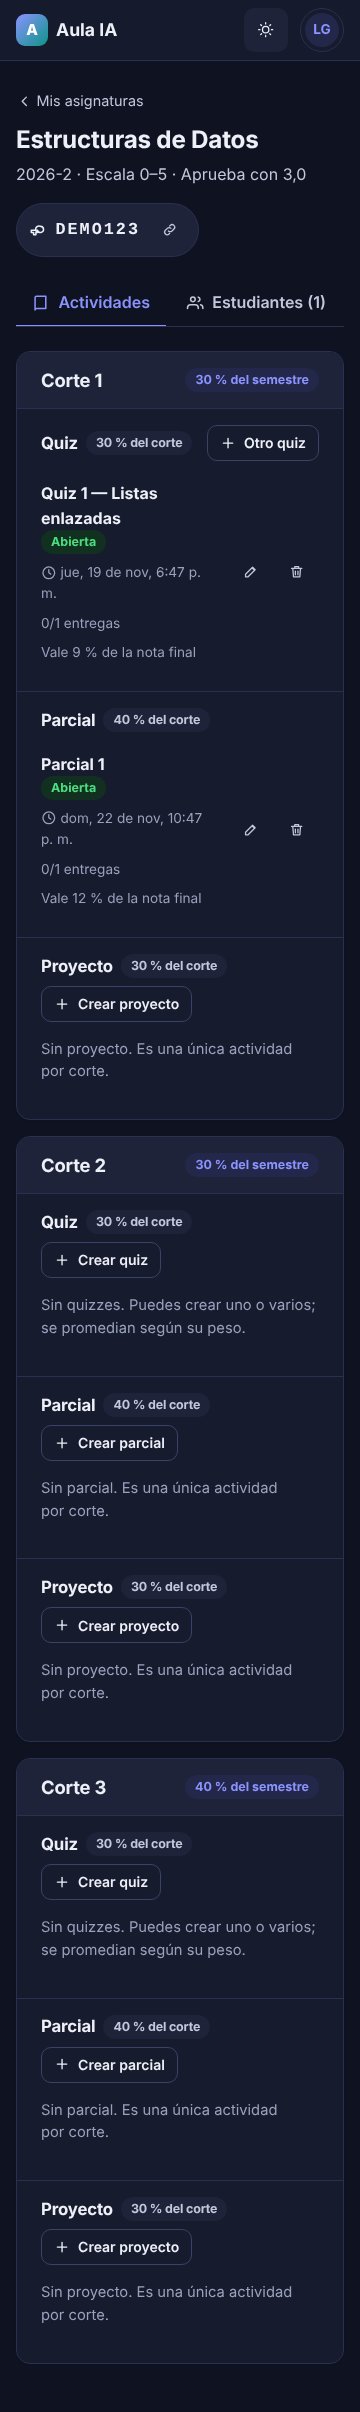 A Aula IA LG
Mis asignaturas
Estructuras de Datos
2026-2 · Escala 0–5 · Aprueba con 3,0
DEMO123
Actividades Estudiantes (1)
Corte 1 30 % del semestre
Quiz 30 % del corte + Otro quiz
Quiz 1 — Listas
enlazadas
Abierta
jue, 19 de nov, 6:47 p.
m.
0/1 entregas
Vale 9 % de la nota final
Parcial 40 % del corte
Parcial 1
Abierta
dom, 22 de nov, 10:47
p. m.
0/1 entregas
Vale 12 % de la nota final
Proyecto 30 % del corte
+ Crear proyecto
Sin proyecto. Es una única actividad
por corte.
Corte 2 30 % del semestre
Quiz 30 % del corte
+ Crear quiz
Sin quizzes. Puedes crear uno o varios;
se promedian según su peso.
Parcial 40 % del corte
+ Crear parcial
Sin parcial. Es una única actividad
por corte.
Proyecto 30 % del corte
+ Crear proyecto
Sin proyecto. Es una única actividad
por corte.
Corte 3 40 % del semestre
Quiz 30 % del corte
+ Crear quiz
Sin quizzes. Puedes crear uno o varios;
se promedian según su peso.
Parcial 40 % del corte
+ Crear parcial
Sin parcial. Es una única actividad
por corte.
Proyecto 30 % del corte
+ Crear proyecto
Sin proyecto. Es una única actividad
por corte.